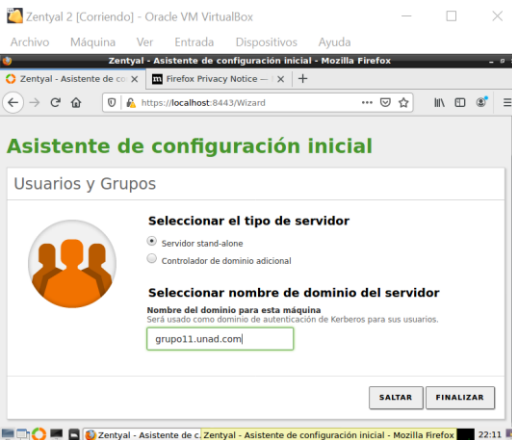 Zentyal 2 [Corriendo] - Oracle VM VirtualBox
Archivo Máquina Ver Entrada Dispositivos Ayuda
Zentyal - Asistente de configuración inicial - Mozilla Firefox
Zentyal - Asistente de co
Firefox Privacy Notice —
https://localhost:8443/Wizard
Asistente de configuración inicial
Usuarios y Grupos
Seleccionar el tipo de servidor
Servidor stand-alone
Controlador de dominio adicional
Seleccionar nombre de dominio del servidor
Nombre del dominio para esta máquina
Será usado como dominio de autenticación de Kerberos para sus usuarios.
grupo11.unad.com
SALTAR FINALIZAR
Zentyal - Asistente de c. Zentyal - Asistente de configuración inicial - Mozilla Firefox 22:11